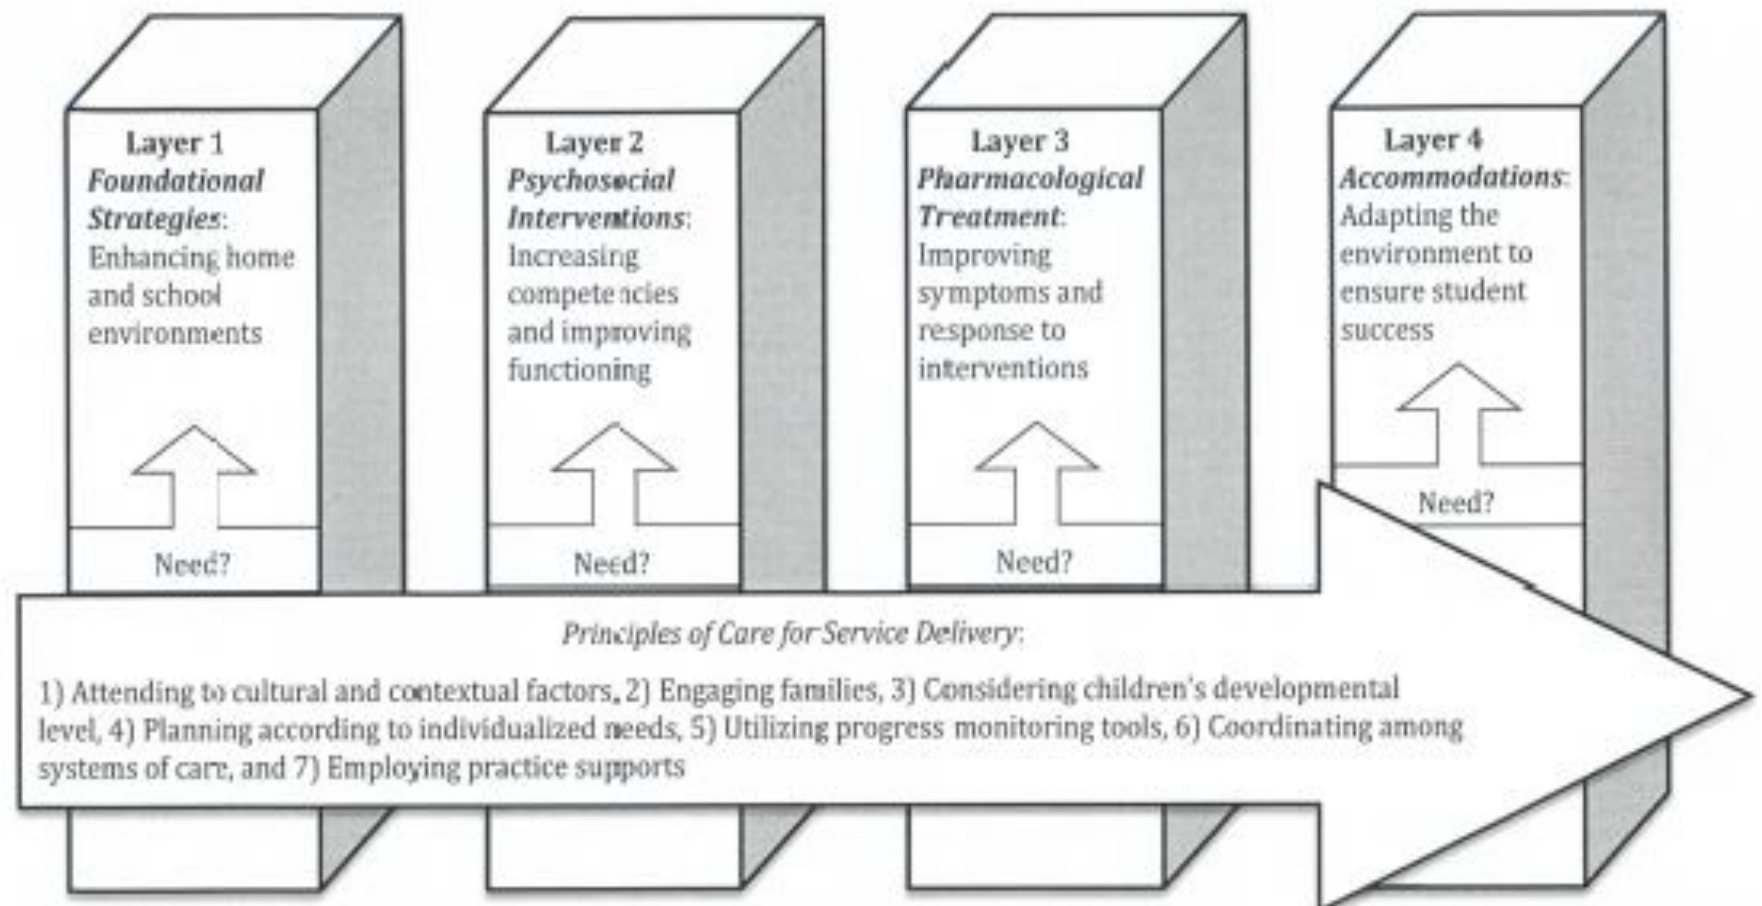 Layer 1
Foundational
Strategies:
Enhancing home
and school
environments
Need?
Layer 2
Psychosocial
Interventions:
Increasing
competencies
and improving
functioning
Need?
Layer 3
Pharmacological
Treatment:
Improving
symptoms and
response to
interventions
Need?
Layer 4
Accommodations:
Adapting the
environment to
ensure student
success
Need?
Principles of Care for Service Delivery:
1) Attending to cultural and contextual factors, 2) Engaging families, 3) Considering children's developmental
level, 4) Planning according to individualized needs, 5) Utilizing progress monitoring tools, 6) Coordinating among
systems of care, and 7) Employing practice supports